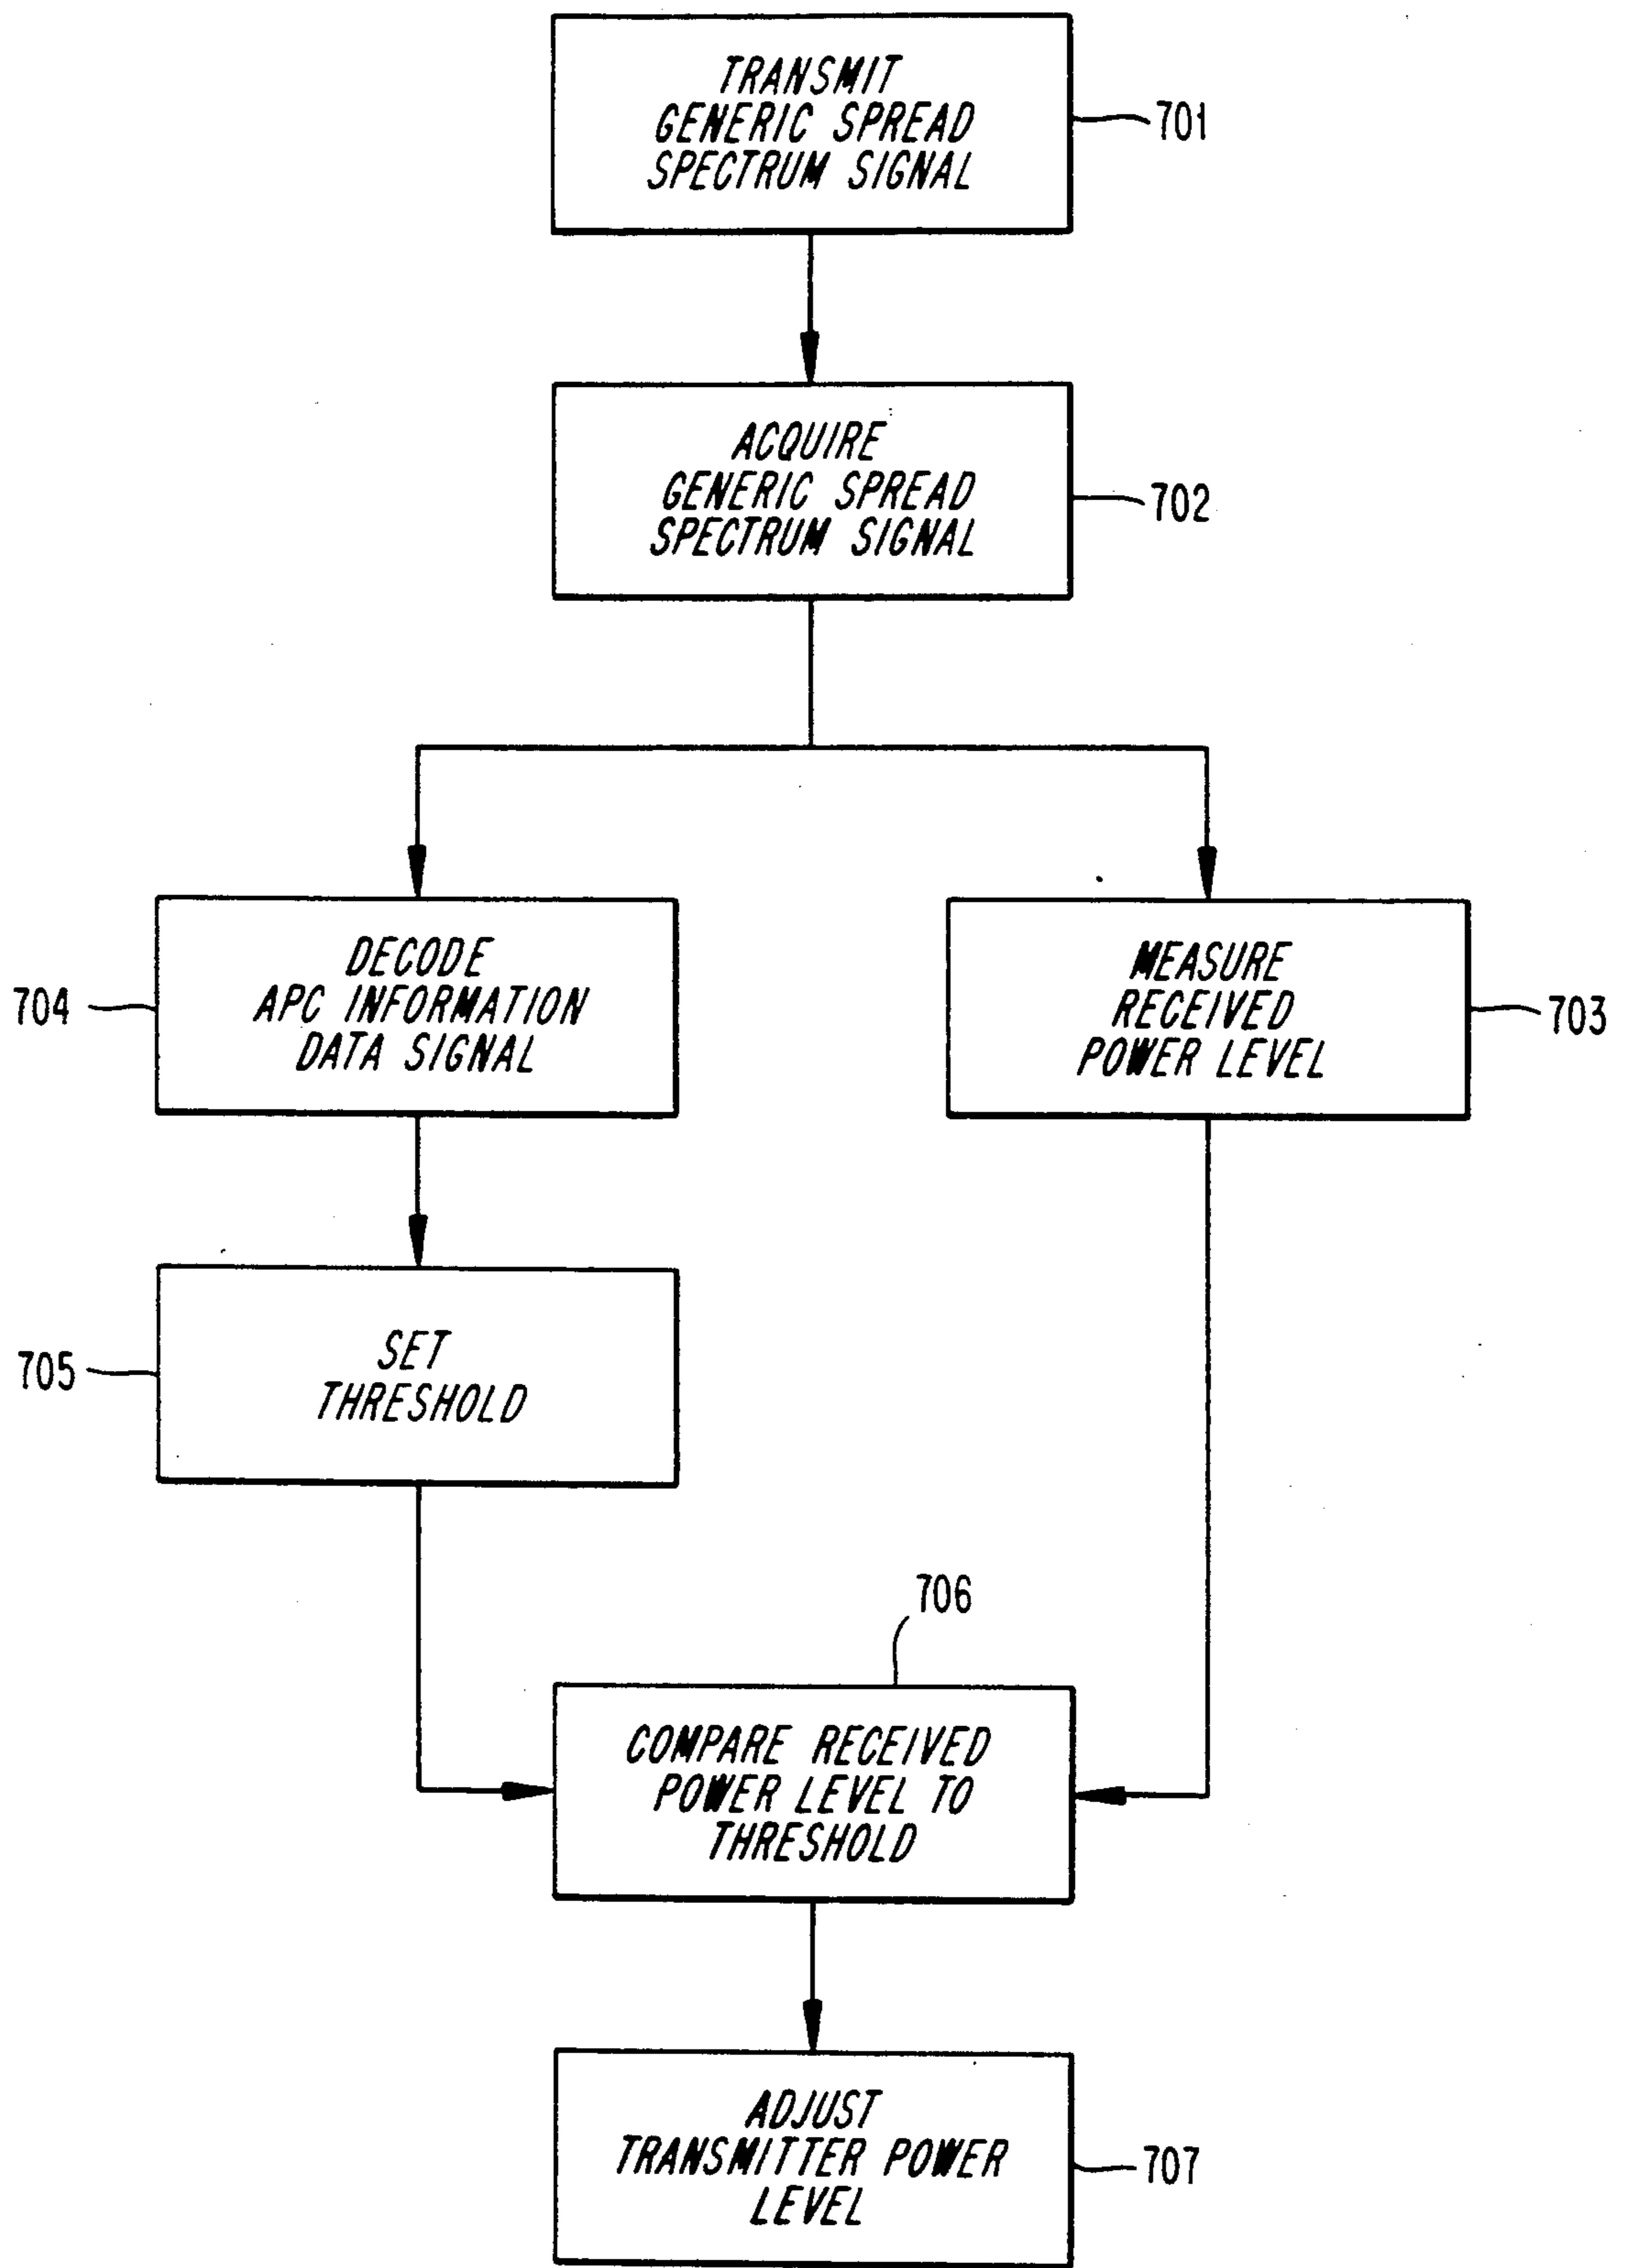 TRANSMIT
GENERIC SPREAD
SPECTRUM SIGNAL
701
ACQUIRE
GENERIC SPREAD
SPECTRUM SIGNAL
702
704
DECODE
APC INFORMATION
DATA SIGNAL
MEASURE
RECEIVED
POWER LEVEL
703
705
SET
THRESHOLD
706
COMPARE RECEIVED
POWER LEVEL TO
THRESHOLD
ADJUST
TRANSMITTER POWER
LEVEL
707